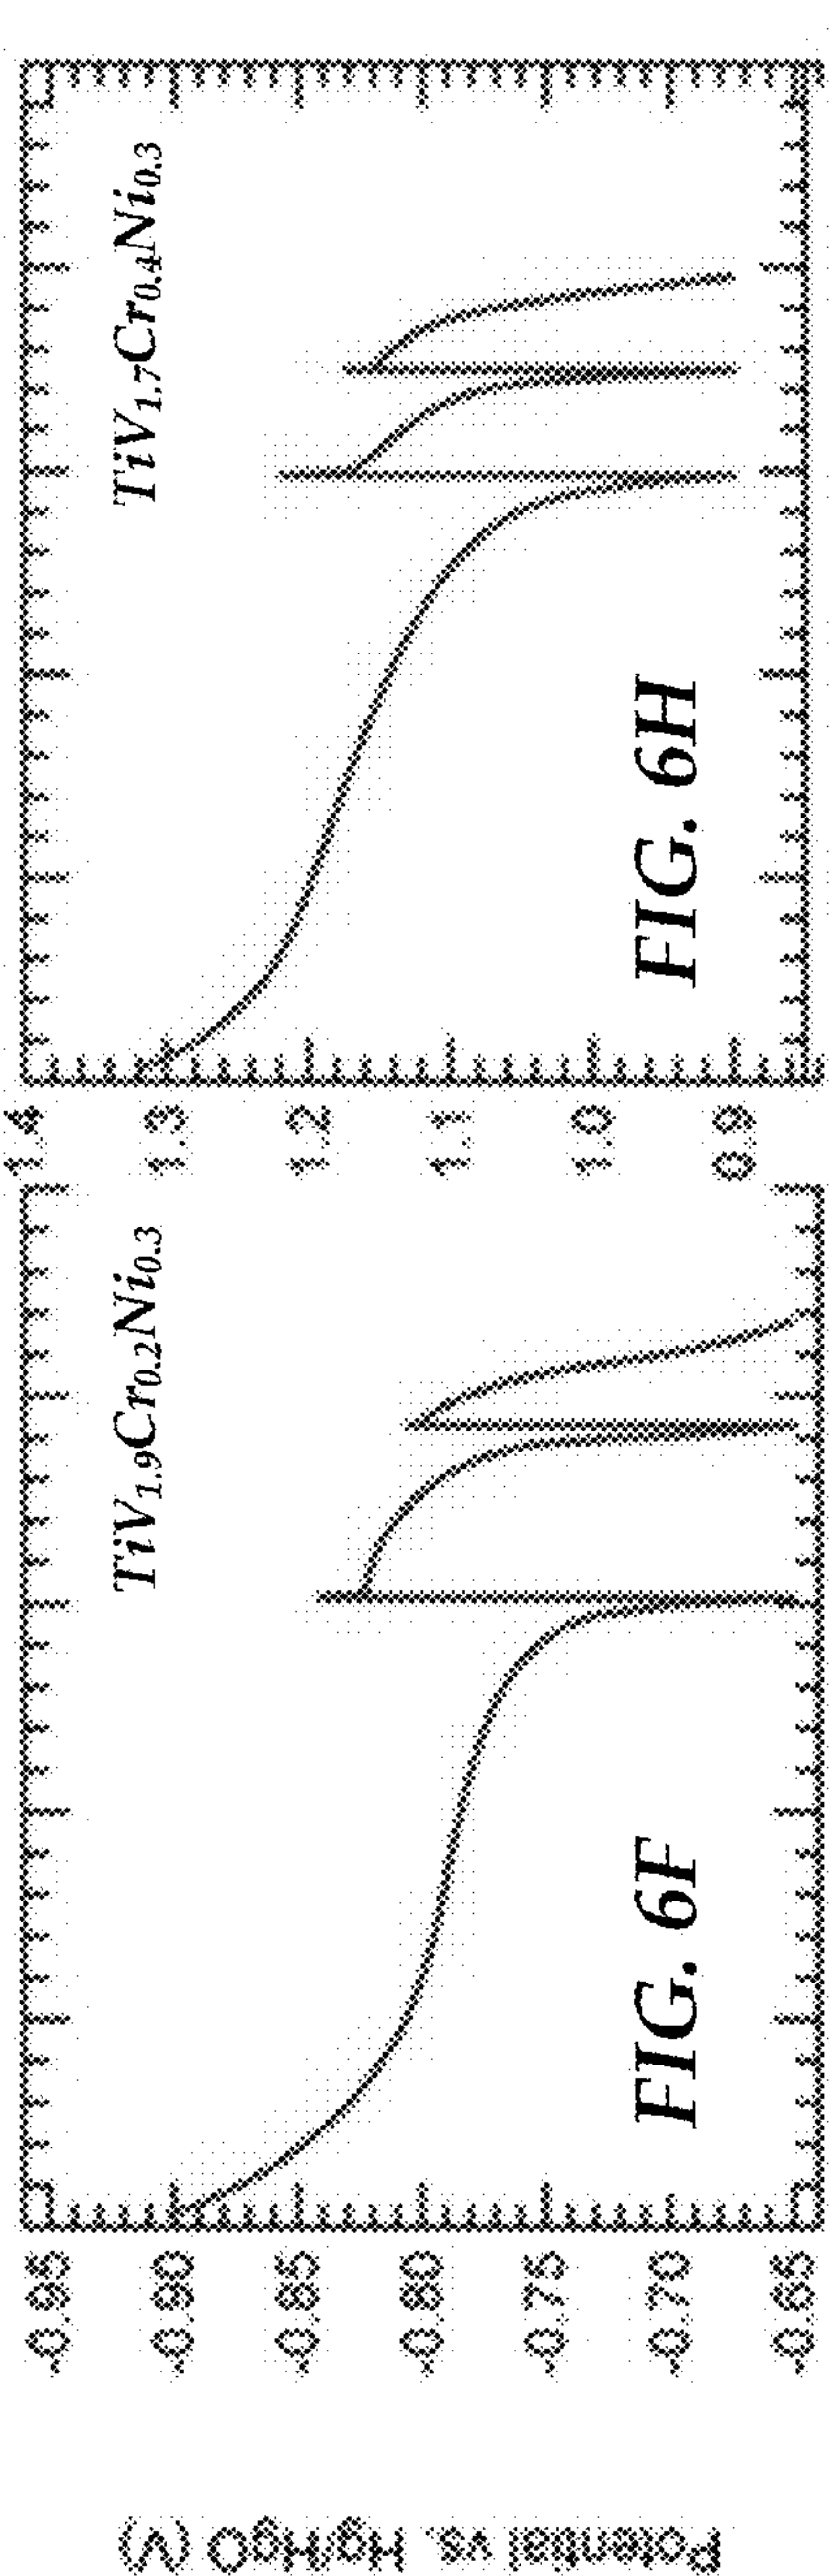 Potential vs. Hg/HgO (V)
-0.95
-0.90
-0.85
-0.80
-0.75
-0.70
-0.65
TiV1.9Cr0.2Ni0.3
FIG. 6F
1.4
1.3
1.2
1.1
1.0
0.9
TiV1.7Cr0.4Ni0.3
FIG. 6H